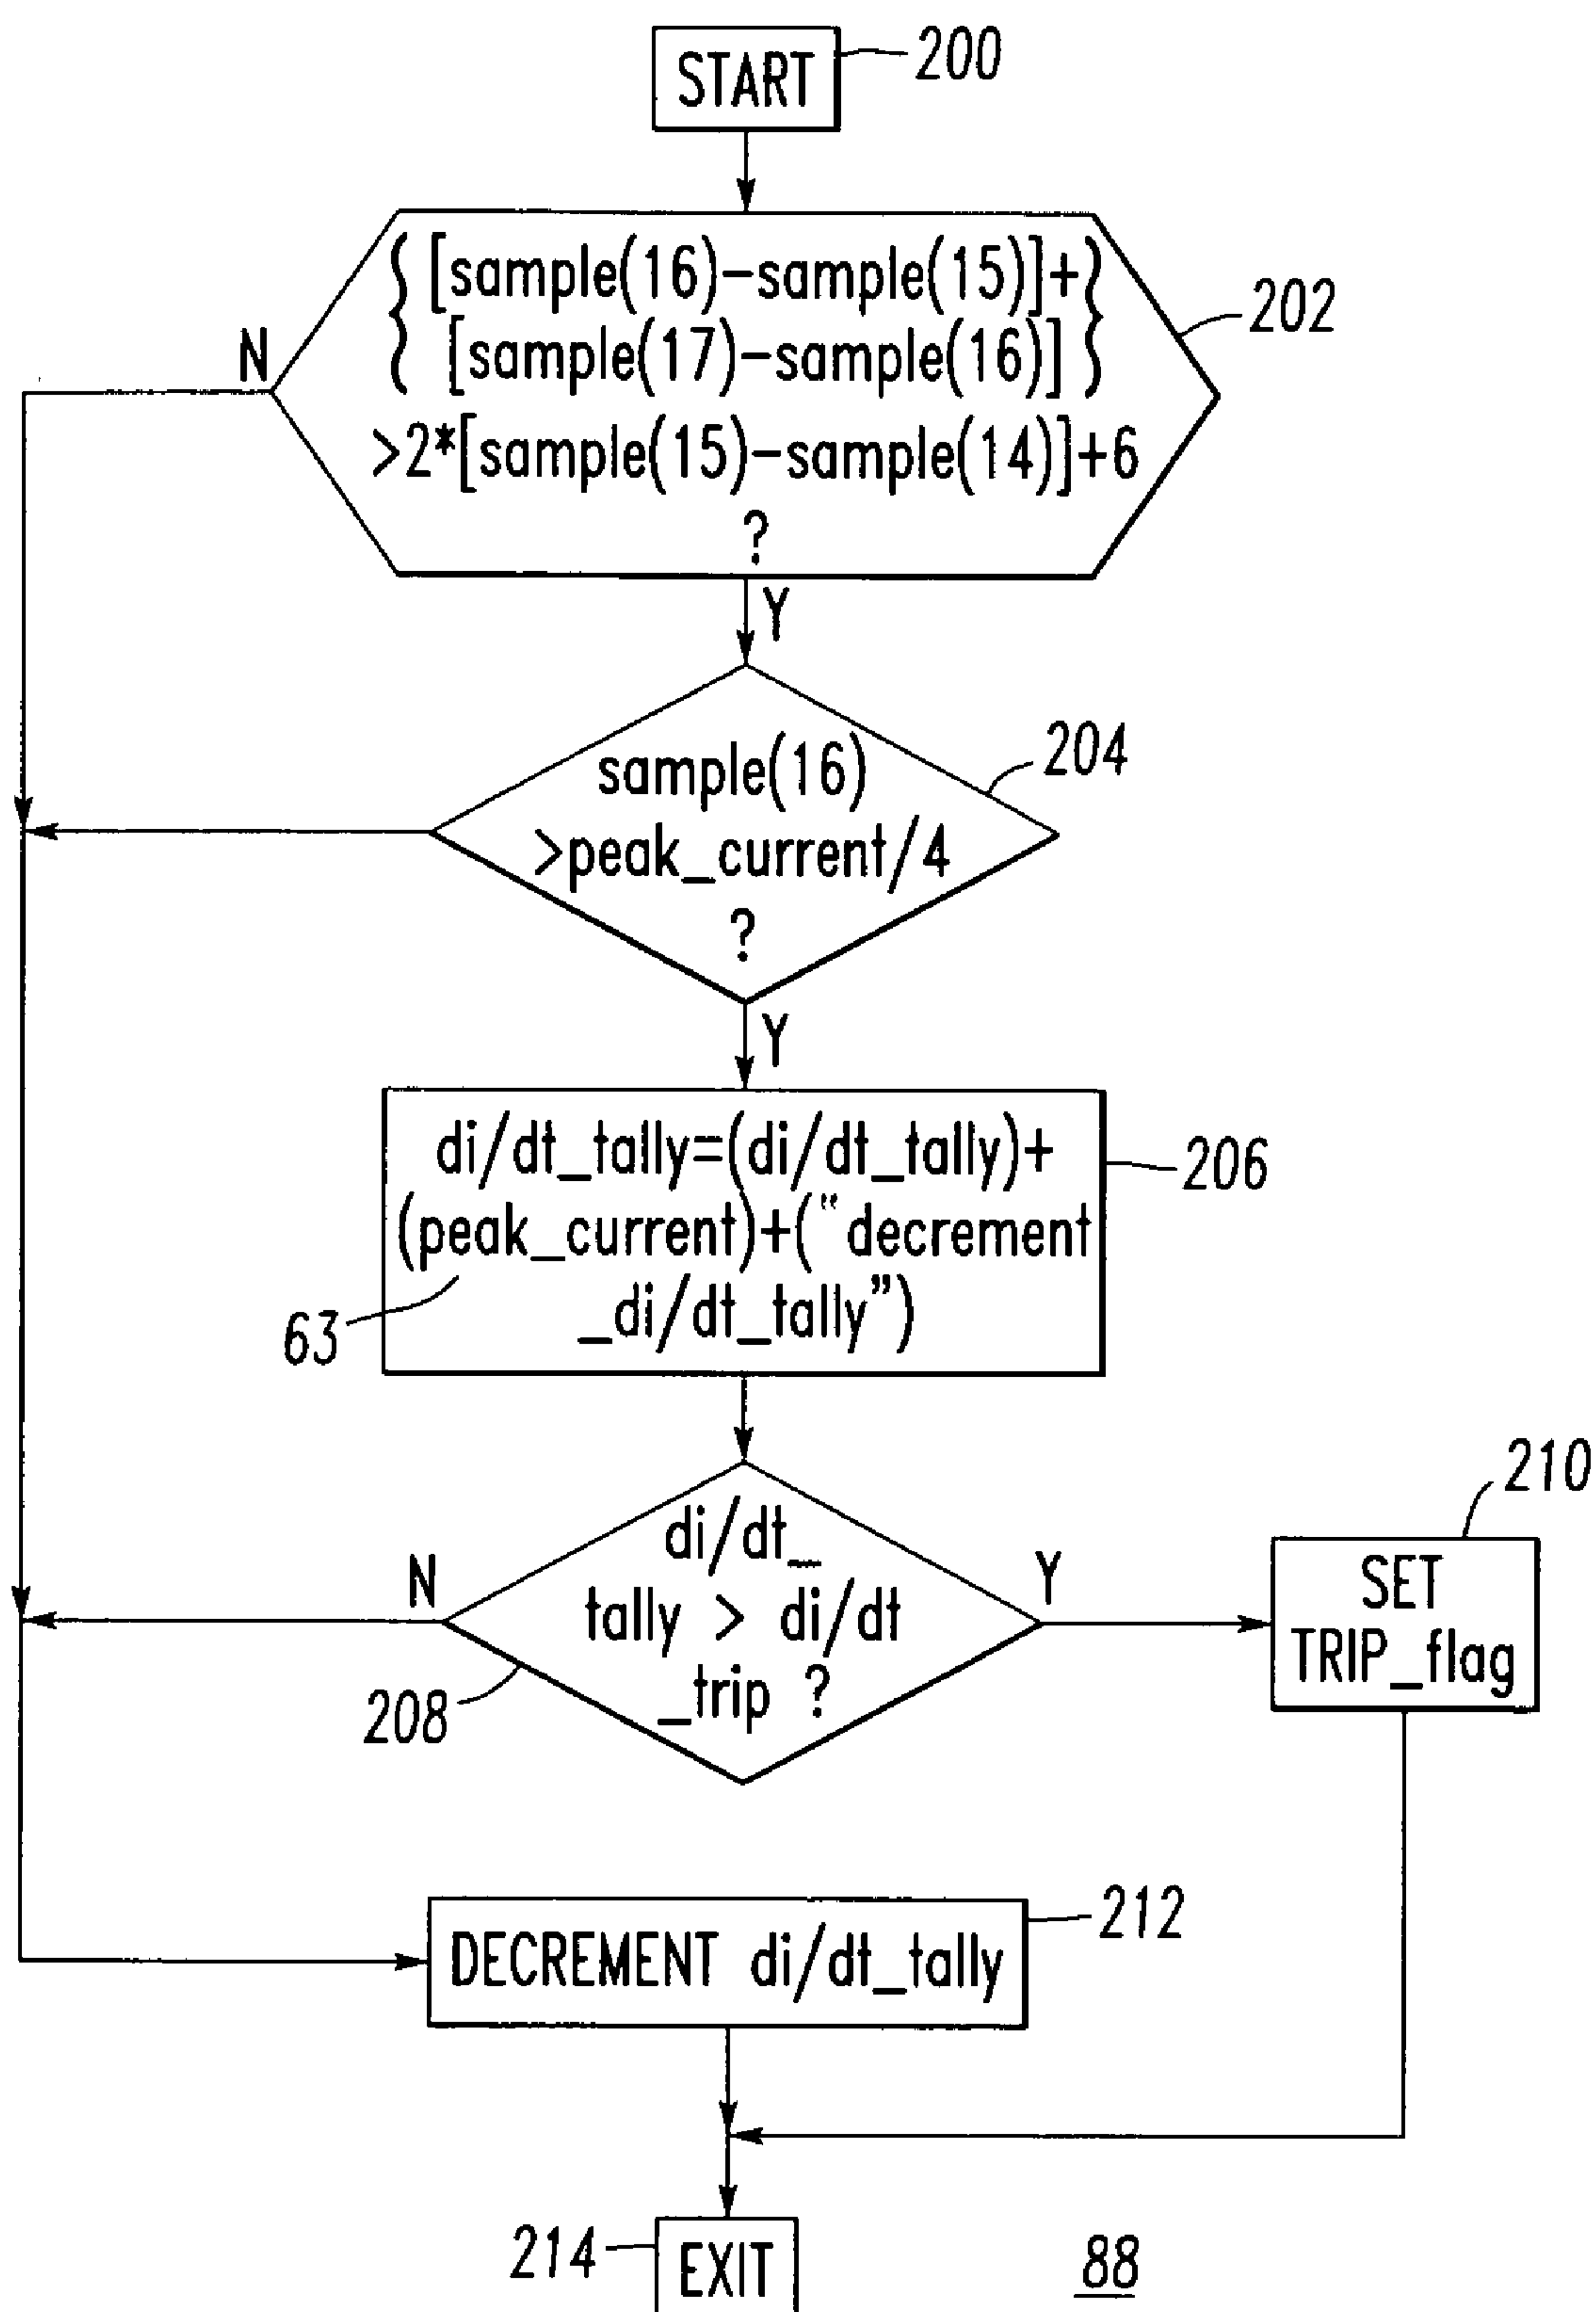 START
200
{ [sample(16)-sample(15)]+
[sample(17)-sample(16)] }
>2*[sample(15)-sample(14)]+6
?
202
N
Y
sample(16)
>peak_current/4
?
204
Y
di/dt_tally=(di/dt_tally)+
(peak_current)+("decrement
_di/dt_tally")
206
63
di/dt_
tally > di/dt
_trip ?
N
Y
208
210
SET
TRIP_flag
DECREMENT di/dt_tally
212
214
EXIT
88